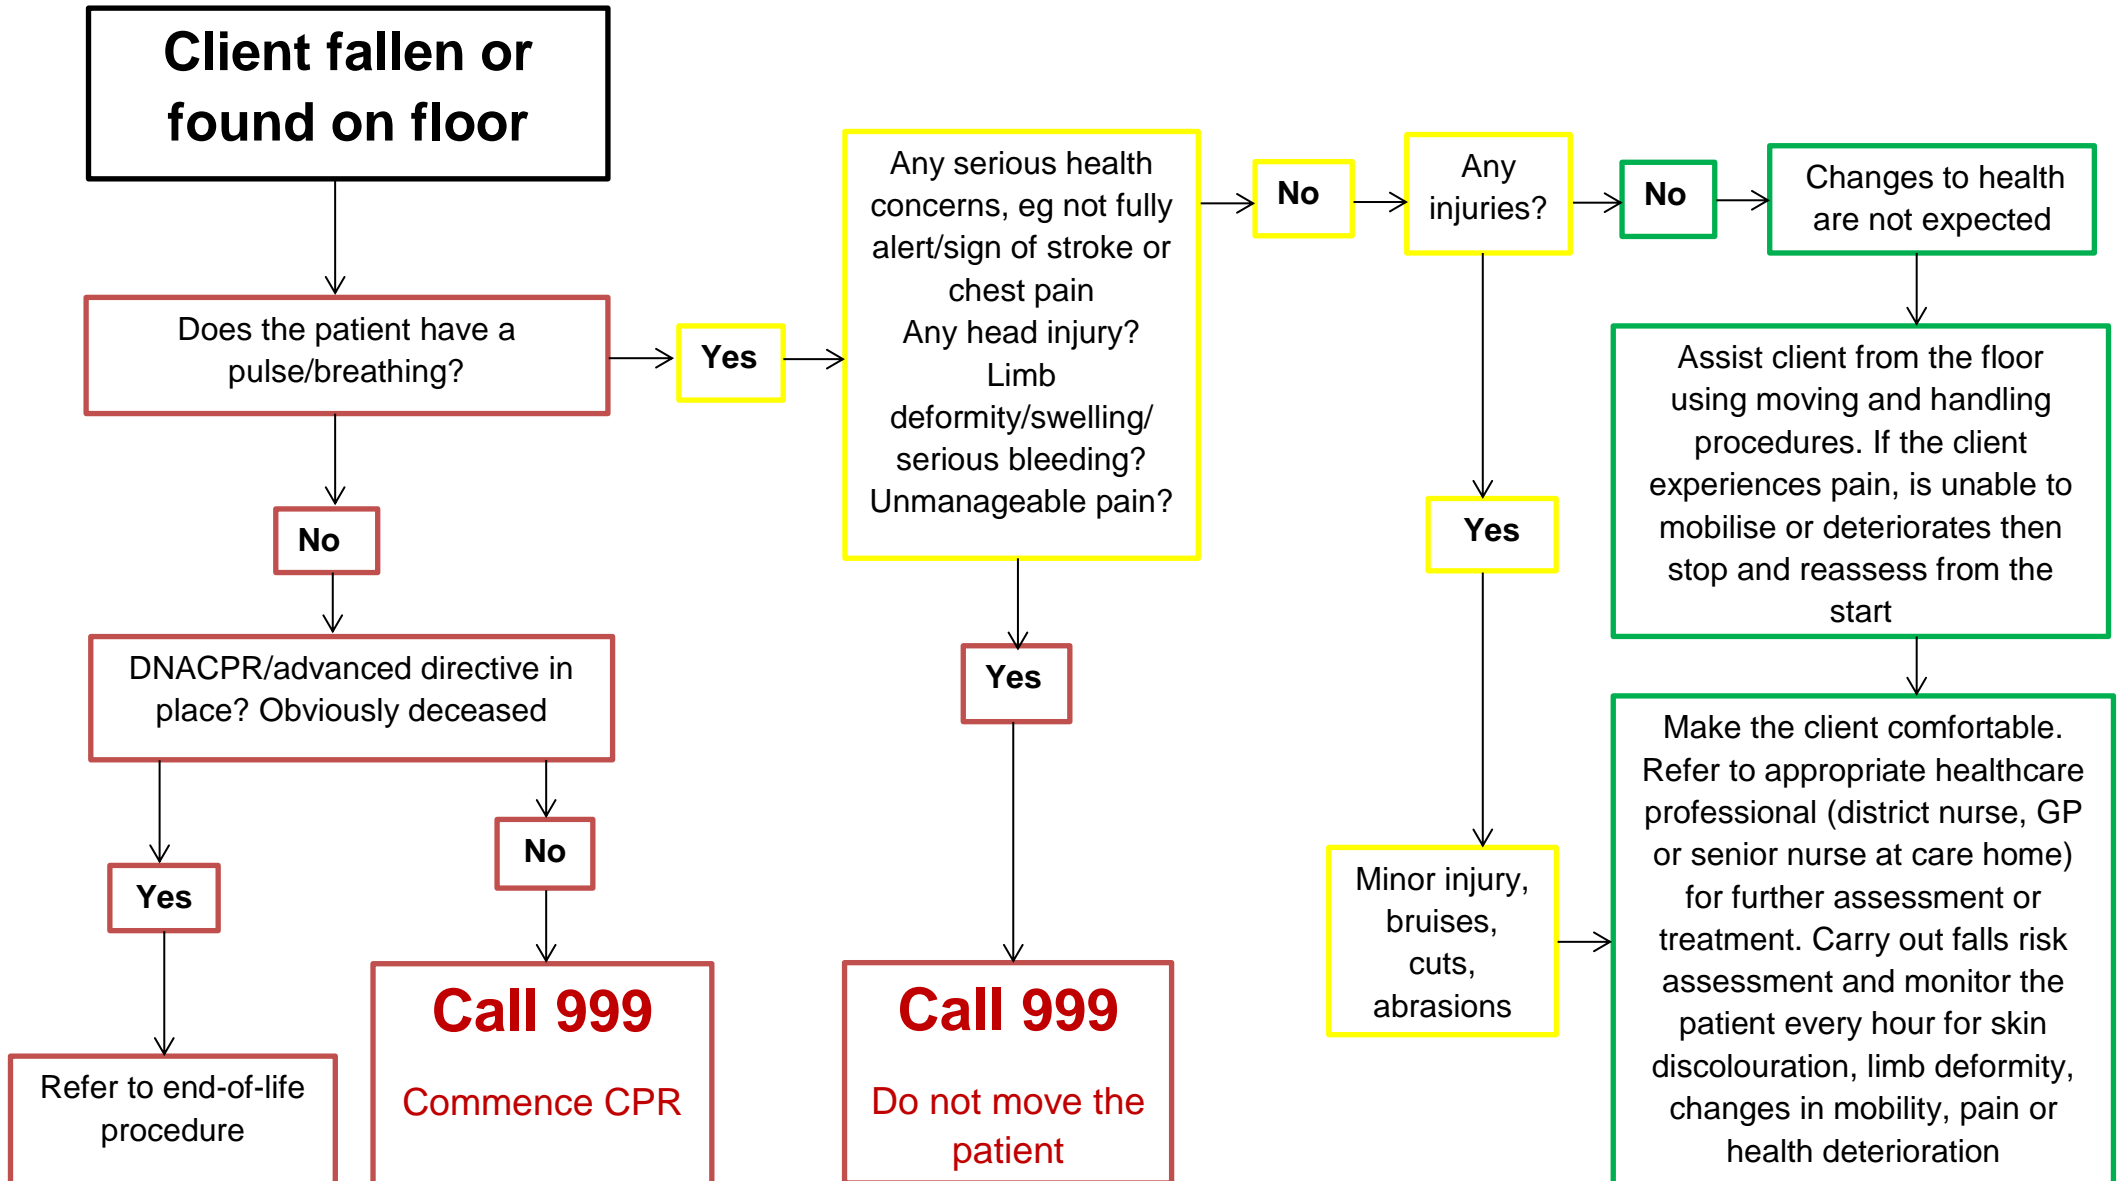 Client fallen or
found on floor
Does the patient have a
pulse/breathing?
No
DNACPR/advanced directive in
place? Obviously deceased
Yes
Refer to end-of-life
procedure
No
Call 999
Commence CPR
Yes
Any serious health
concerns, eg not fully
alert/sign of stroke or
chest pain
Any head injury?
Limb
deformity/swelling/
serious bleeding?
Unmanageable pain?
Yes
Call 999
Do not move the
patient
No
Any
injuries?
Yes
Minor injury,
bruises,
cuts,
abrasions
No
Changes to health
are not expected
Assist client from the floor
using moving and handling
procedures. If the client
experiences pain, is unable to
mobilise or deteriorates then
stop and reassess from the
start
Make the client comfortable.
Refer to appropriate healthcare
professional (district nurse, GP
or senior nurse at care home)
for further assessment or
treatment. Carry out falls risk
assessment and monitor the
patient every hour for skin
discolouration, limb deformity,
changes in mobility, pain or
health deterioration